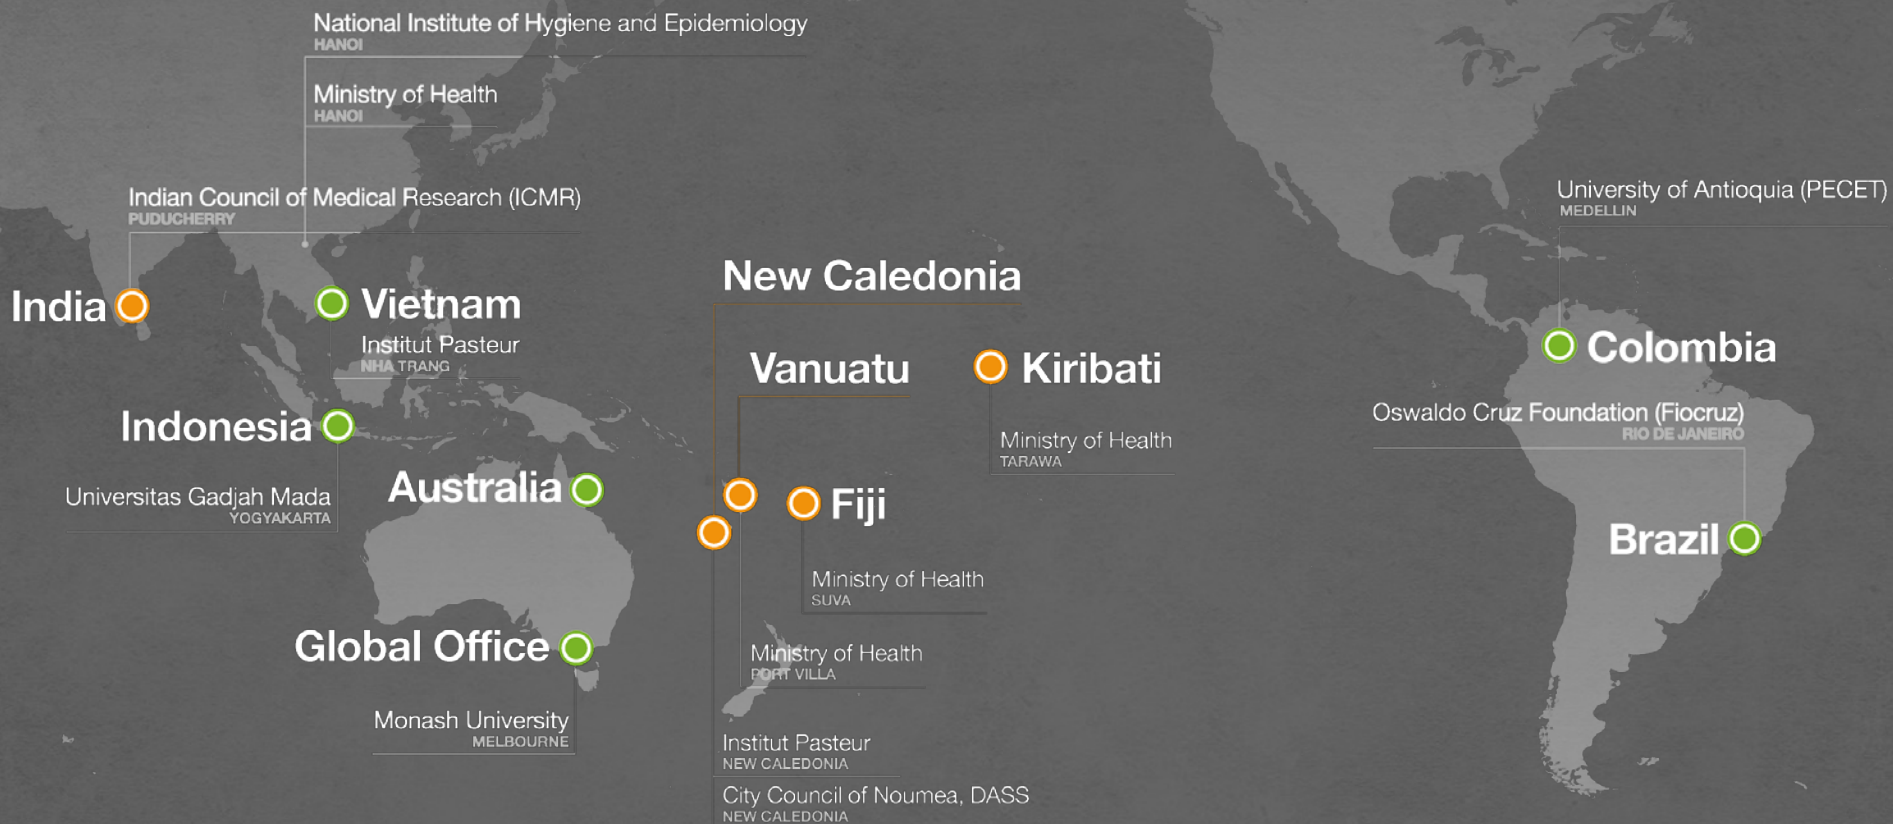 National Institute of Hygiene and Epidemiology
HANOI
Ministry of Health
HANOI
Indian Council of Medical Research (ICMR)
PUDUCHERRY
India
Vietnam
Institut Pasteur
NHA TRANG
Indonesia
Universitas Gadjah Mada
YOGYAKARTA
Australia
Global Office
Monash University
MELBOURNE
New Caledonia
Vanuatu
Kiribati
Ministry of Health
TARAWA
Fiji
Ministry of Health
SUVA
Ministry of Health
PORT VILLA
Institut Pasteur
NEW CALEDONIA
City Council of Noumea, DASS
NEW CALEDONIA
University of Antioquia (PECET)
MEDELLIN
Colombia
Oswaldo Cruz Foundation (Fiocruz)
RIO DE JANEIRO
Brazil